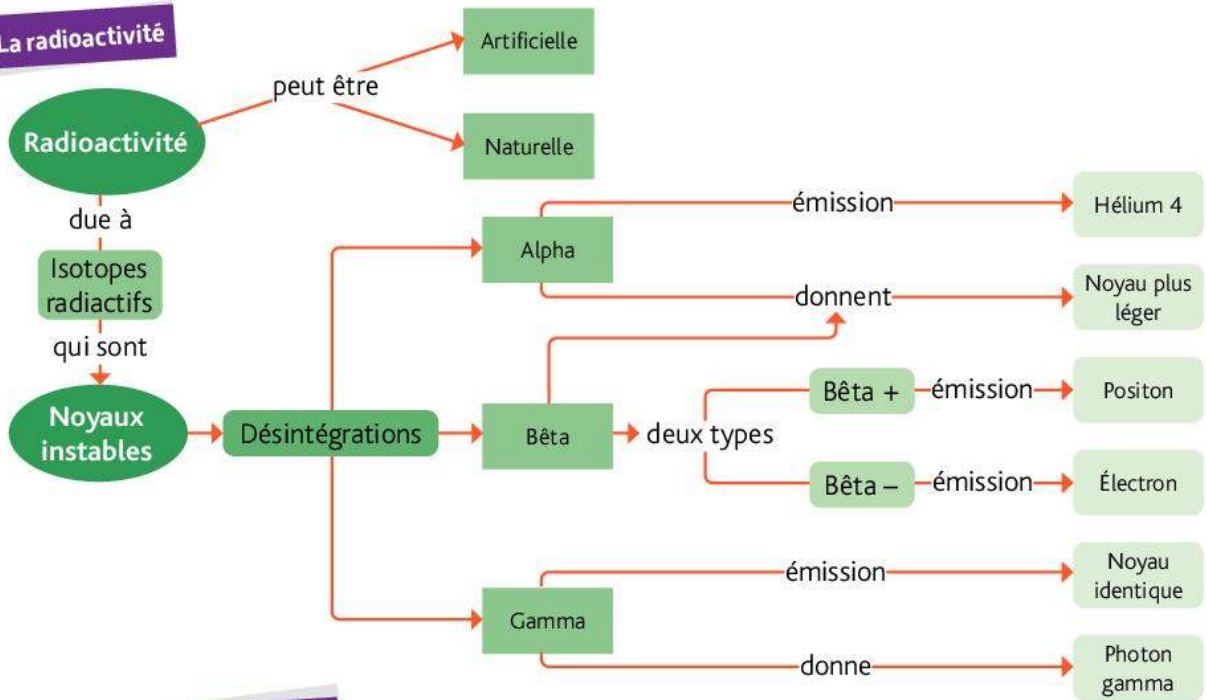 La radioactivité
Artificielle
peut être
Radioactivité
Naturelle
due à
Isotopes
radiactifs
qui sont
Noyaux
instables
Désintégrations
Alpha
émission
Hélium 4
donnent
Noyau plus
léger
Bêta
deux types
Bêta +
émission
Positon
Bêta –
émission
Électron
Gamma
émission
Noyau
identique
donne
Photon
gamma